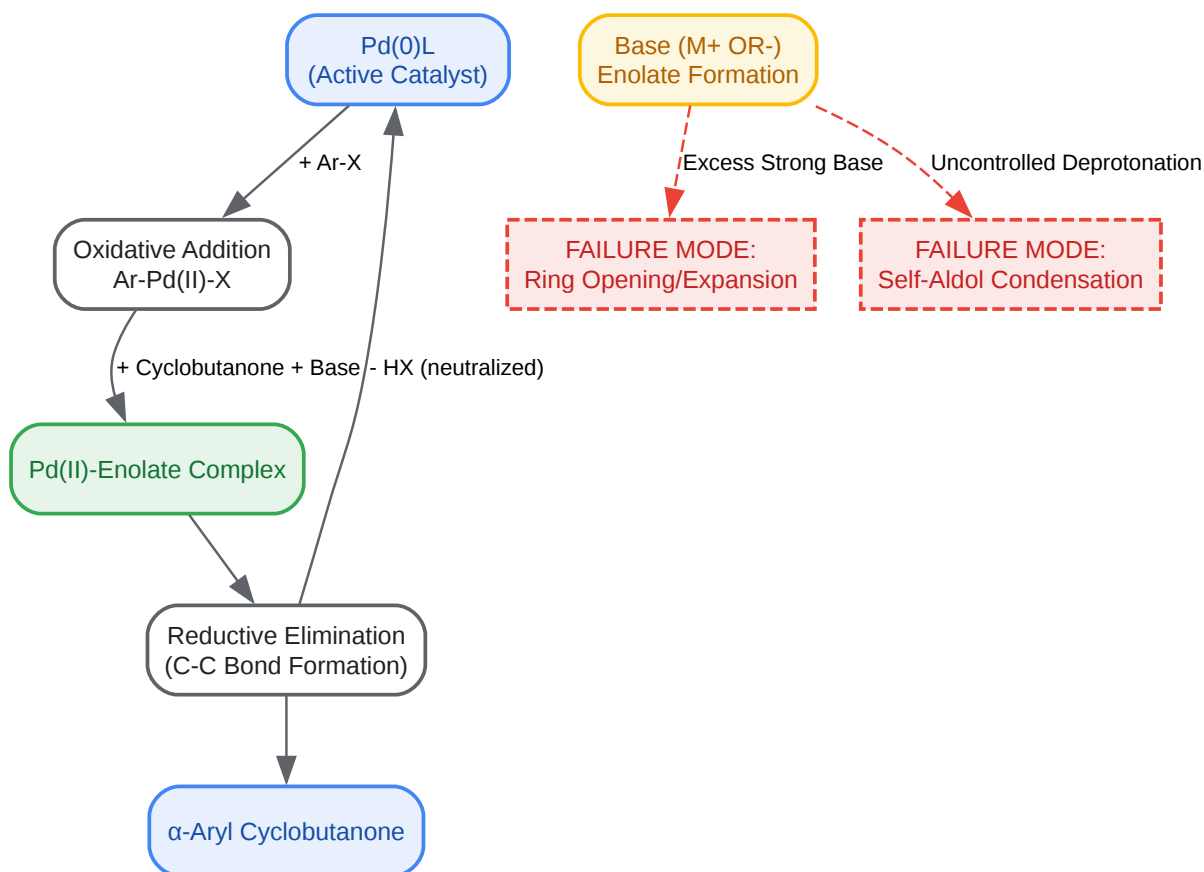 Pd(0)L
(Active Catalyst)
Base (M+ OR-)
Enolate Formation
+ Ar-X
Excess Strong Base
Uncontrolled Deprotonation
Oxidative Addition
Ar-Pd(II)-X
FAILURE MODE:
Ring Opening/Expansion
FAILURE MODE:
Self-Aldol Condensation
+ Cyclobutanone + Base
- HX (neutralized)
Pd(II)-Enolate Complex
Reductive Elimination
(C-C Bond Formation)
α-Aryl Cyclobutanone